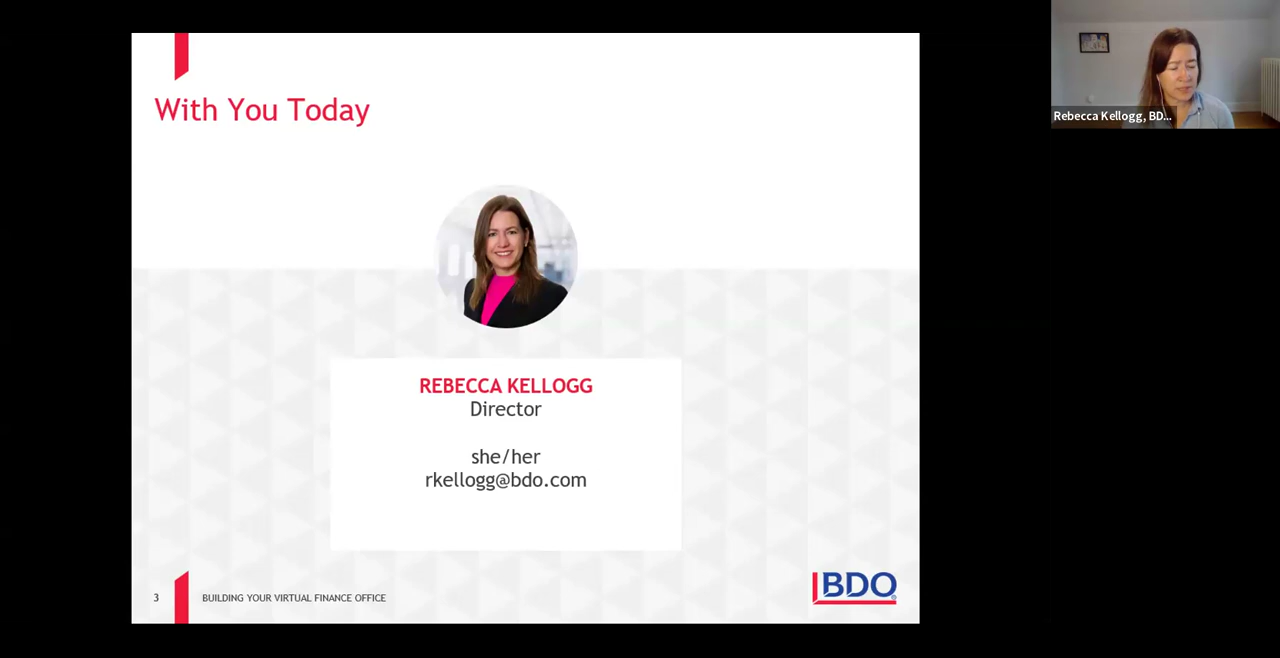 With You Today
REBECCA KELLOGG
Director
she/her
rkellogg@bdo.com
3
BUILDING YOUR VIRTUAL FINANCE OFFICE
BDO
Rebecca Kellogg, BD...